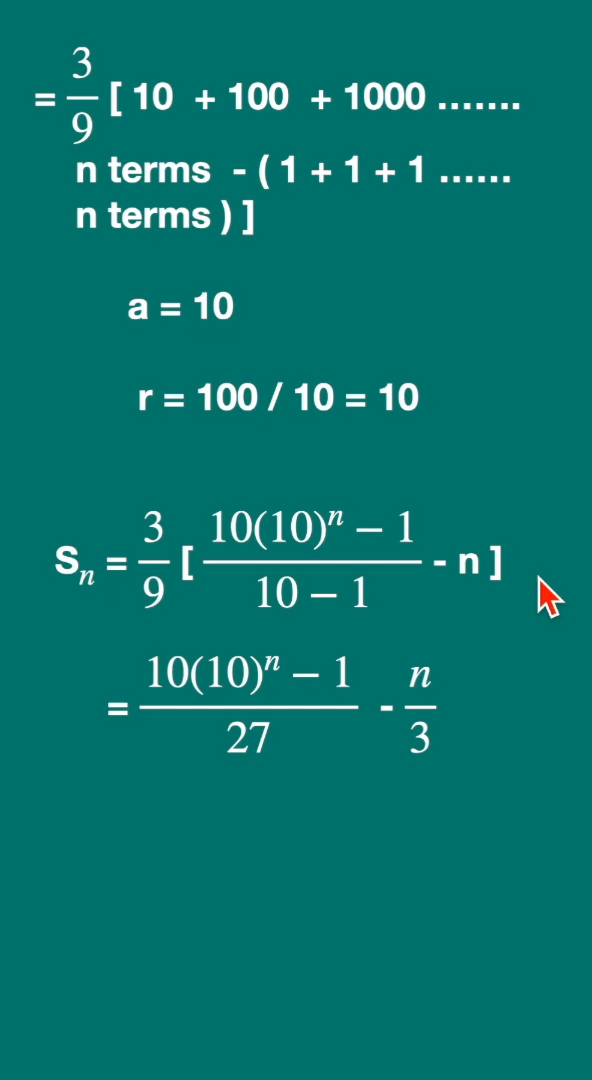 = 3/9 [ 10 + 100 + 1000 .......
n terms - ( 1 + 1 + 1 ......
n terms ) ]
a = 10
r = 100 / 10 = 10
Sₙ = 3/9 [ (10(10)ⁿ − 1)/(10 − 1) - n ]
= (10(10)ⁿ − 1)/27 - n/3